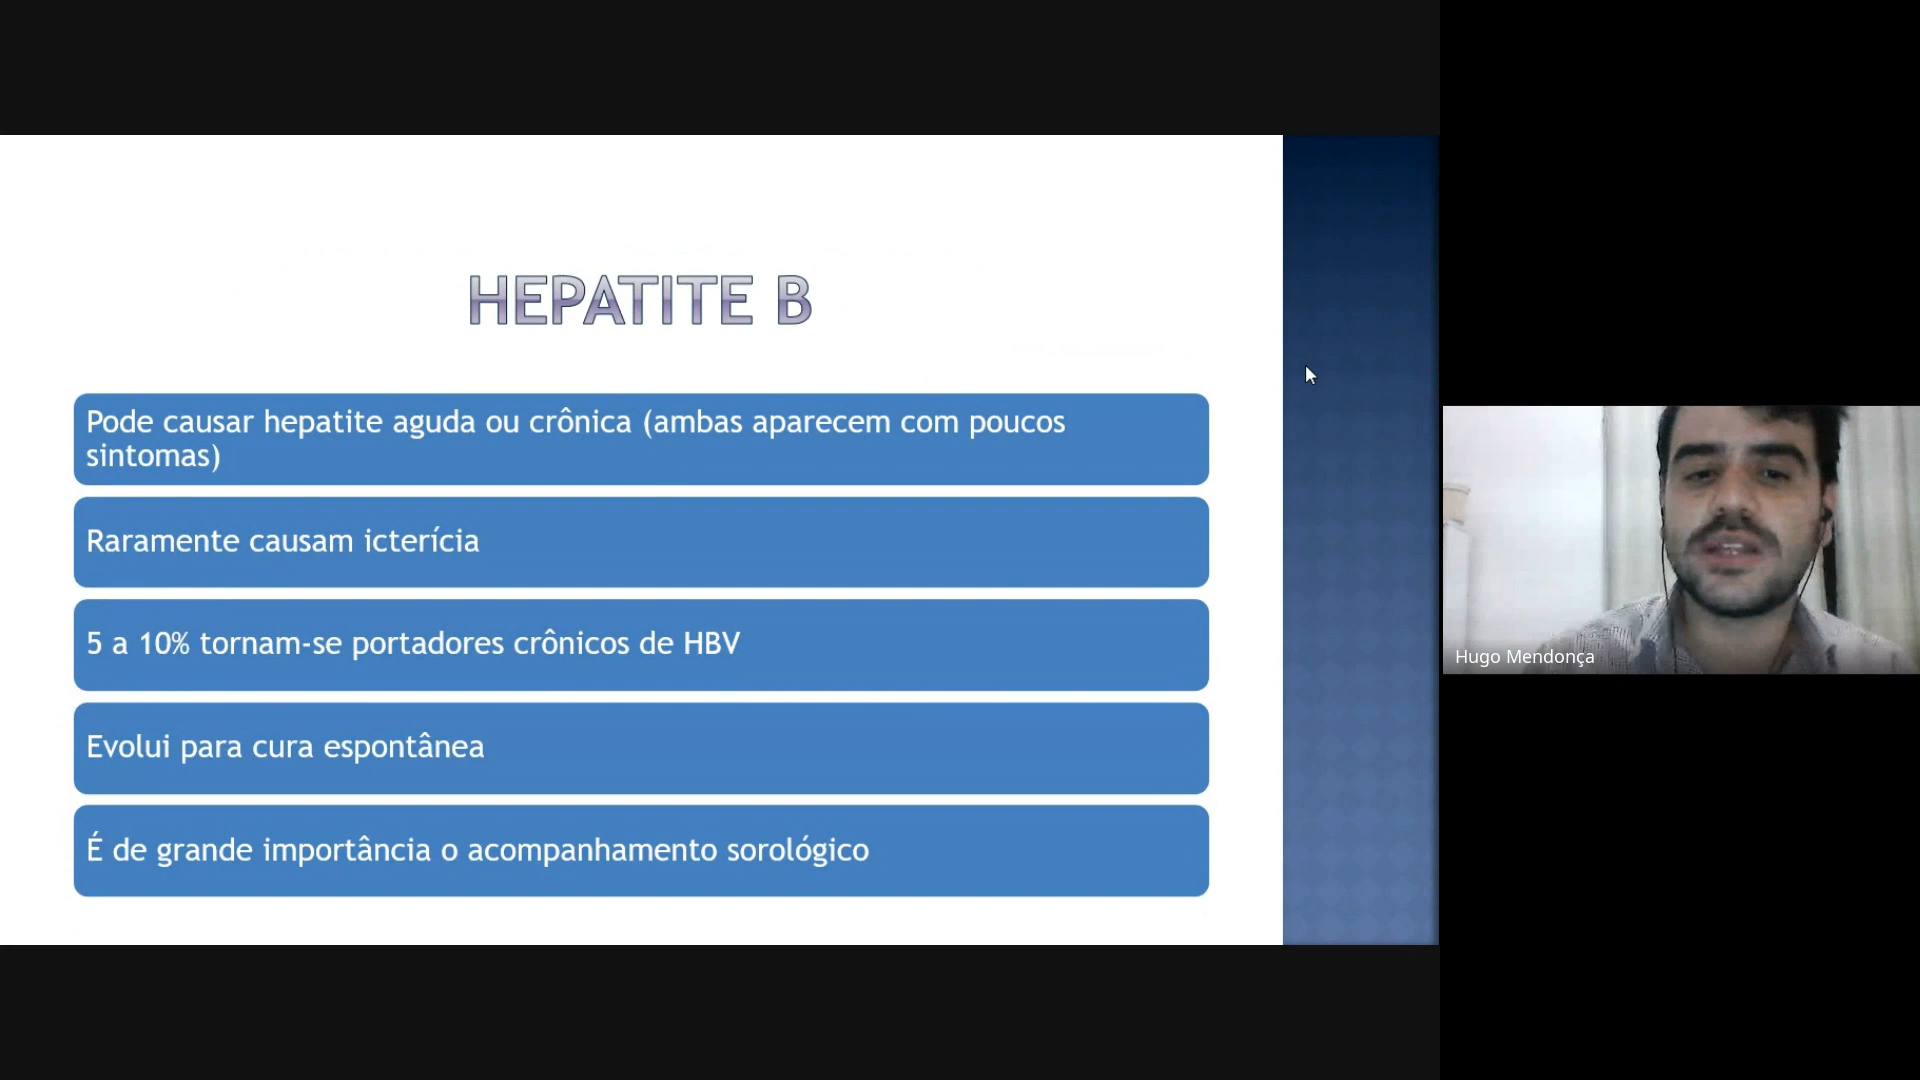 HEPATITE B
Pode causar hepatite aguda ou crônica (ambas aparecem com poucos
sintomas)
Raramente causam icterícia
5 a 10% tornam-se portadores crônicos de HBV
Evolui para cura espontânea
É de grande importância o acompanhamento sorológico
Hugo Mendonça